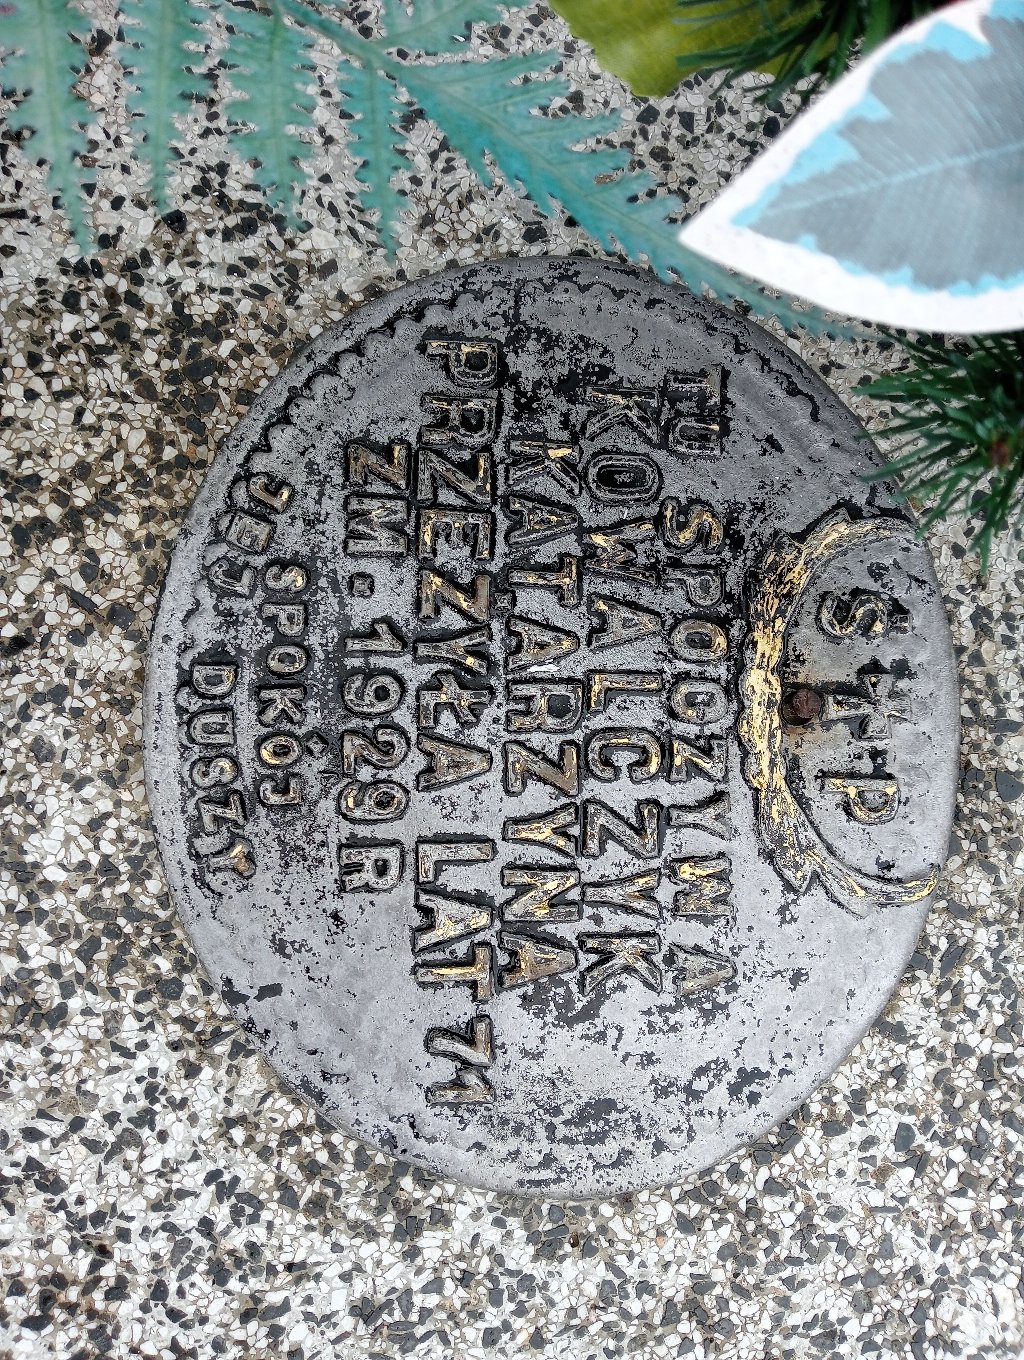 Ś + P
A
TU SPOCZYWA
KOWALCZYK
KATARZYNA
PRZEŻYŁA LAT 71
ZM. 1929 R
JEJ DUSZY
SPOKÓJ